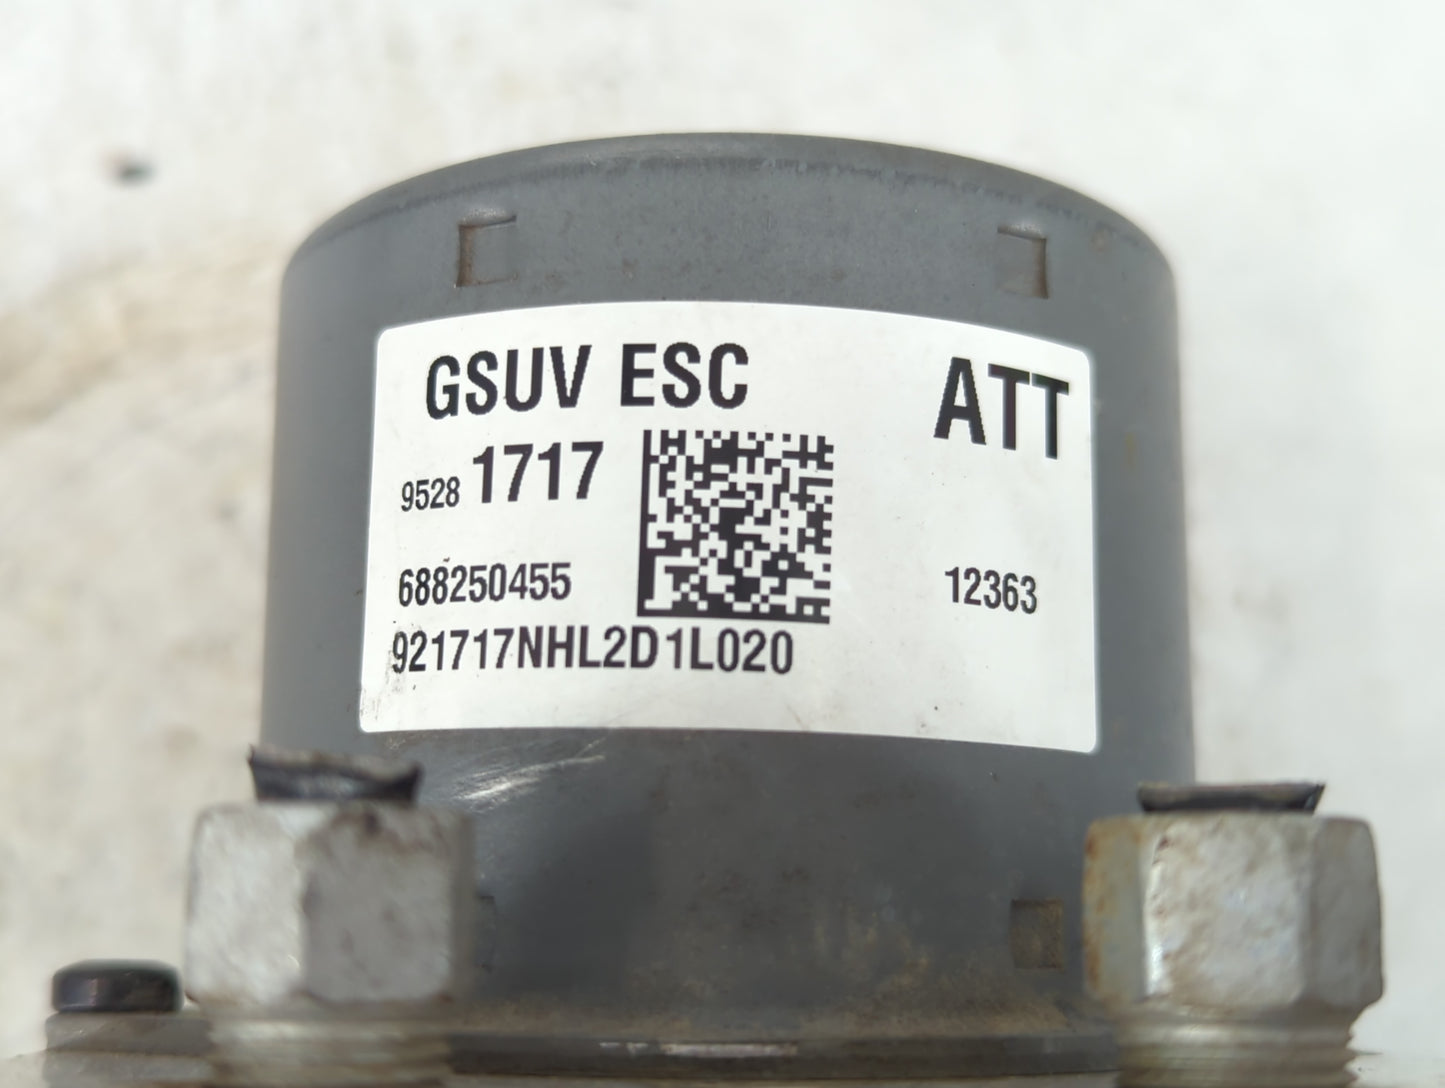 GSUV ESC ATT
9528 1717
688250455 12363
921717NHL2D1L020